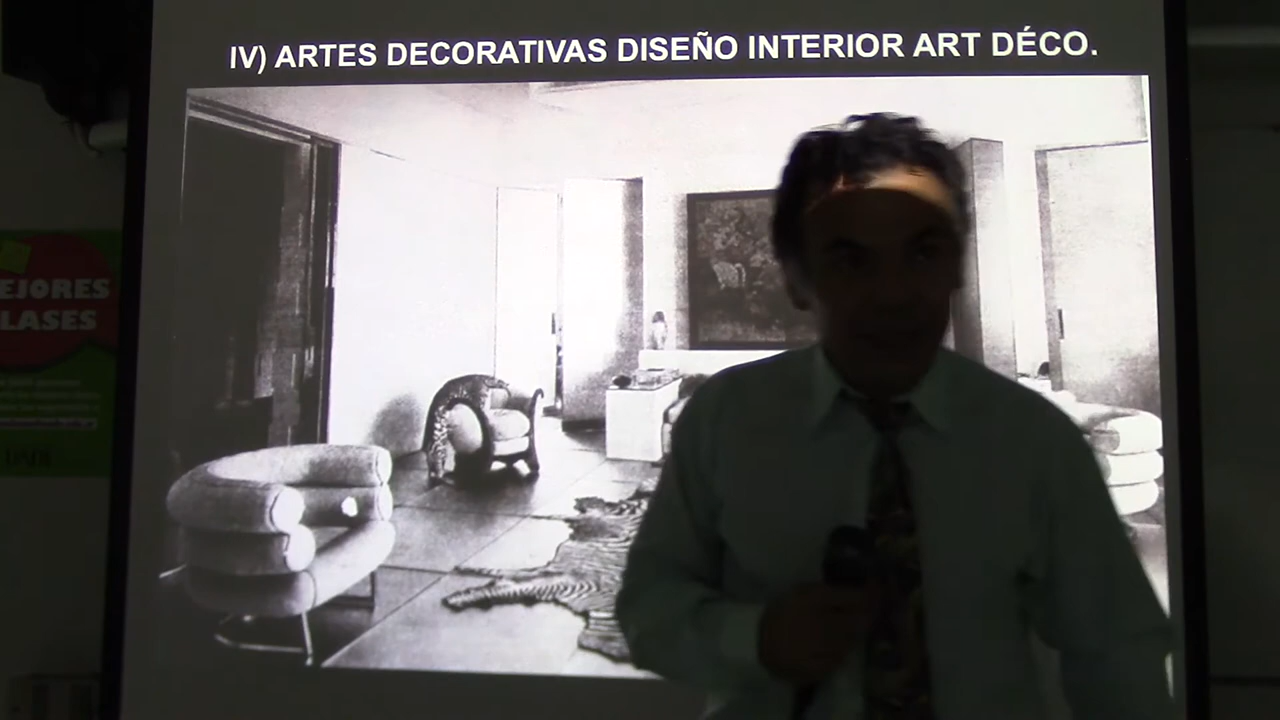 IV) ARTES DECORATIVAS DISEÑO INTERIOR ART DÉCO.
EJORES
LASES